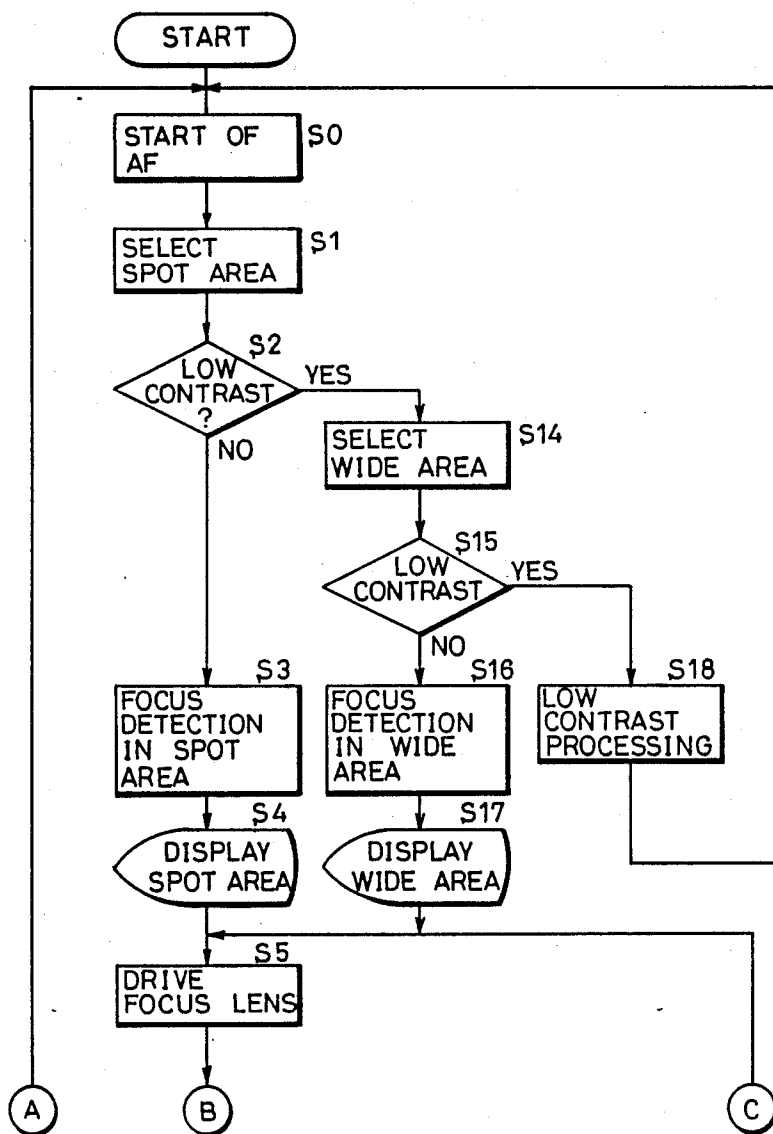 START
START OF
AF
S0
SELECT
SPOT AREA
S1
S2
LOW
CONTRAST
?
YES
NO
SELECT
WIDE AREA
S14
S15
LOW
CONTRAST
YES
NO
S3
FOCUS
DETECTION
IN SPOT
AREA
S16
FOCUS
DETECTION
IN WIDE
AREA
S18
LOW
CONTRAST
PROCESSING
S4
DISPLAY
SPOT AREA
S17
DISPLAY
WIDE AREA
S5
DRIVE
FOCUS LENS
A
B
C